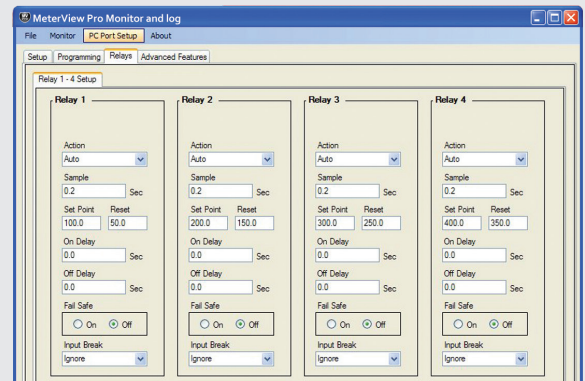 MeterView Pro Monitor and log
File Monitor PC Port Setup About
Setup Programming Relays Advanced Features
Relay 1 - 4 Setup
Relay 1 Relay 2 Relay 3 Relay 4
Action Action Action Action
Auto Auto Auto Auto
Sample Sample Sample Sample
0.2 Sec 0.2 Sec 0.2 Sec 0.2 Sec
Set Point Reset Set Point Reset Set Point Reset Set Point Reset
100.0 50.0 200.0 150.0 300.0 250.0 400.0 350.0
On Delay On Delay On Delay On Delay
0.0 Sec 0.0 Sec 0.0 Sec 0.0 Sec
Off Delay Off Delay Off Delay Off Delay
0.0 Sec 0.0 Sec 0.0 Sec 0.0 Sec
Fail Safe Fail Safe Fail Safe Fail Safe
On Off On Off On Off On Off
Input Break Input Break Input Break Input Break
Ignore Ignore Ignore Ignore